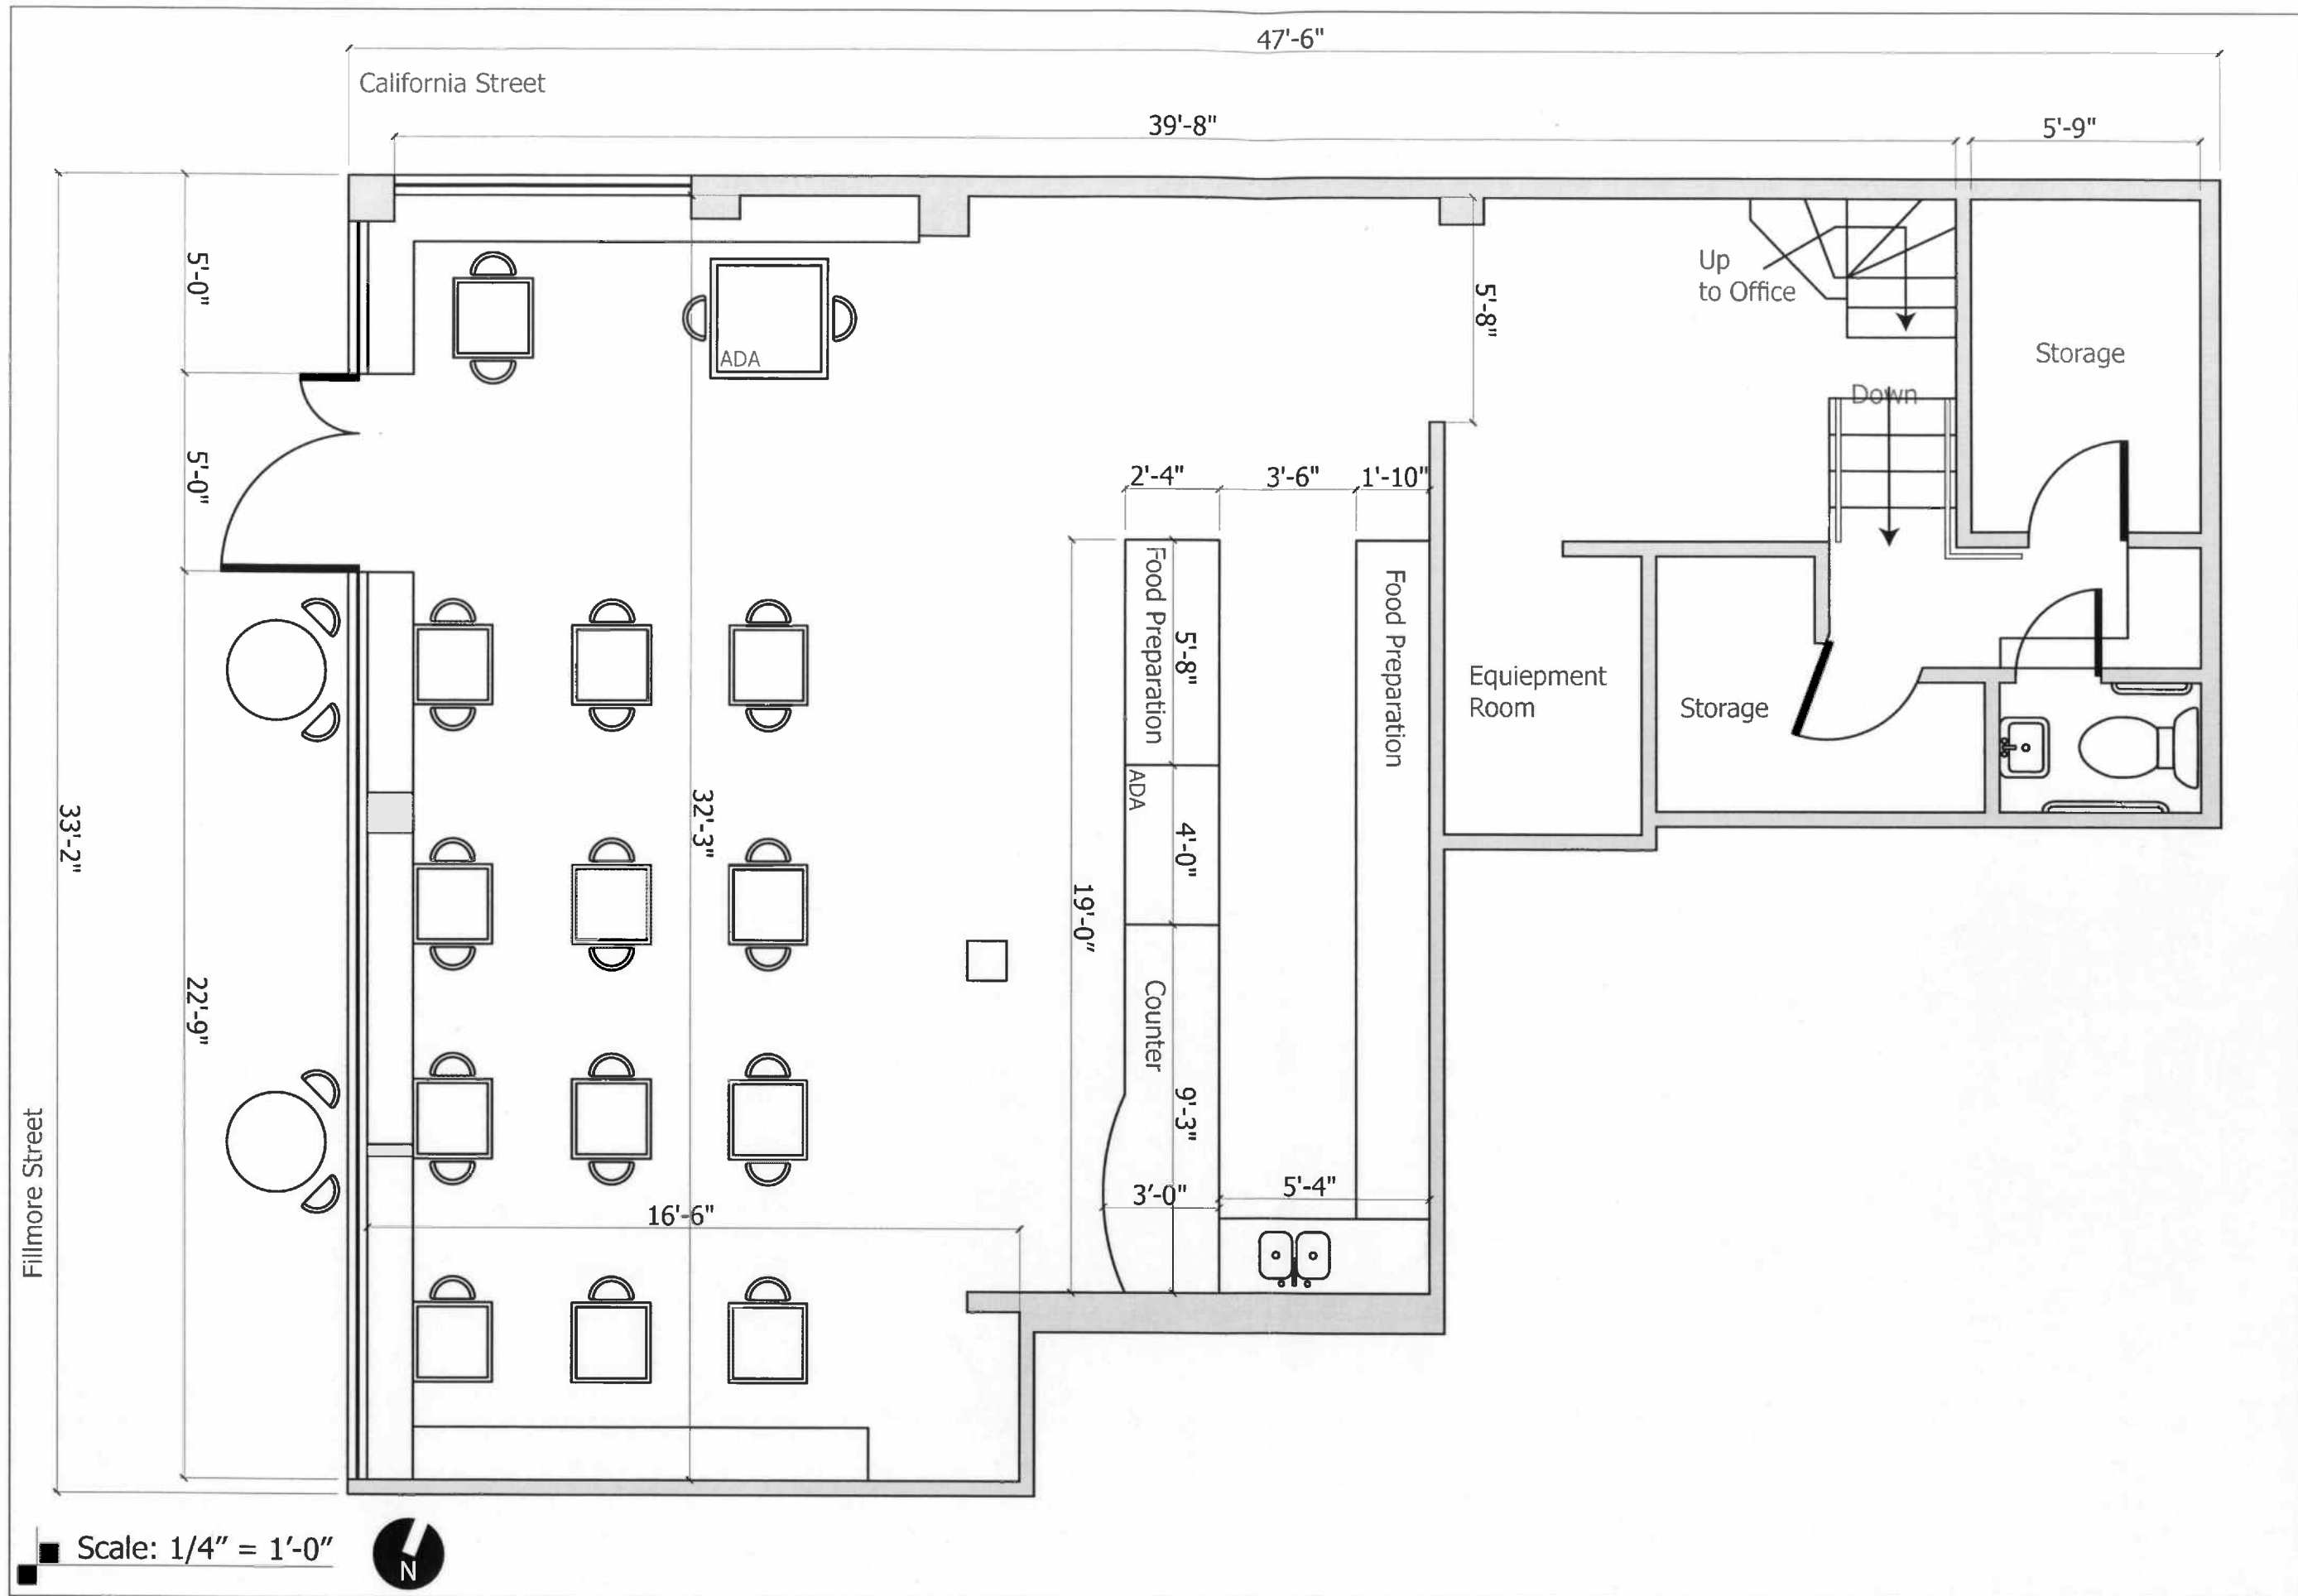 47'-6"
California Street
39'-8"
5'-9"
5'-0"
Up
to Office
5'-8"
Storage
ADA
Down
5'-0"
2'-4"
3'-6"
1'-10"
Food Preparation
5'-8"
Food Preparation
Equiepment
Room
Storage
ADA
33'-2"
32'-3"
4'-0"
19'-0"
22'-9"
Counter
9'-3"
Fillmore Street
3'-0"
5'-4"
16'-6"
Scale: 1/4" = 1'-0"
N